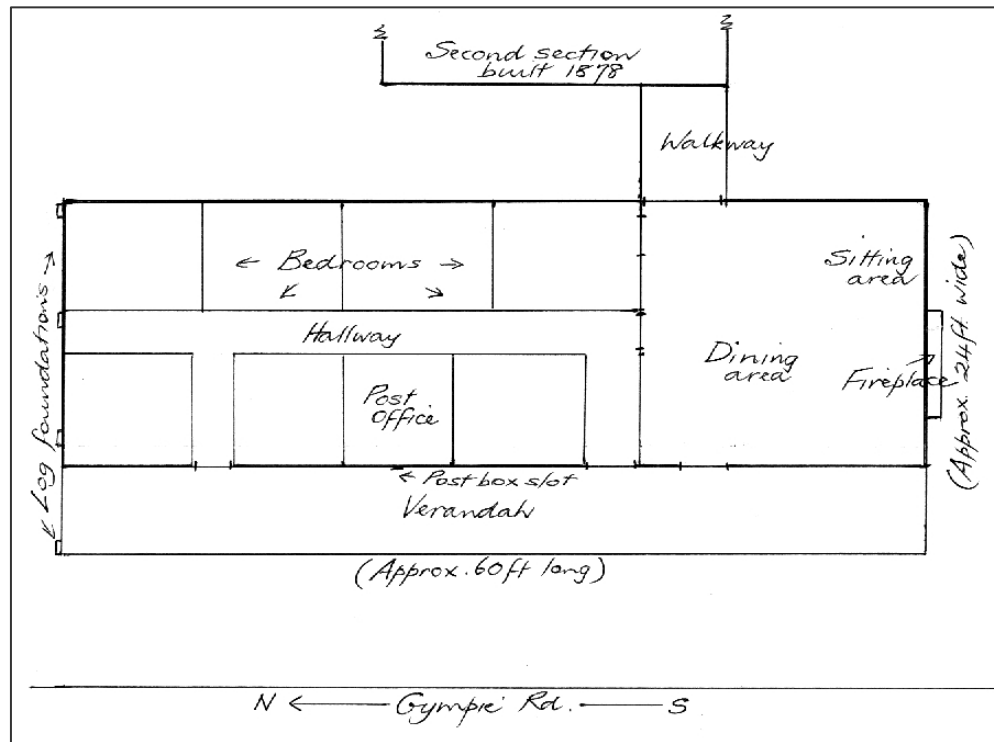 Second section
built 1878
Walkway
← Bedrooms →
Sitting
area
Hallway
Dining
area
Fireplace
Post
Office
← Log foundations →
(Approx. 24ft. wide)
← Post box slot
Verandah
(Approx. 60ft long)
N ← Gympie Rd. — S